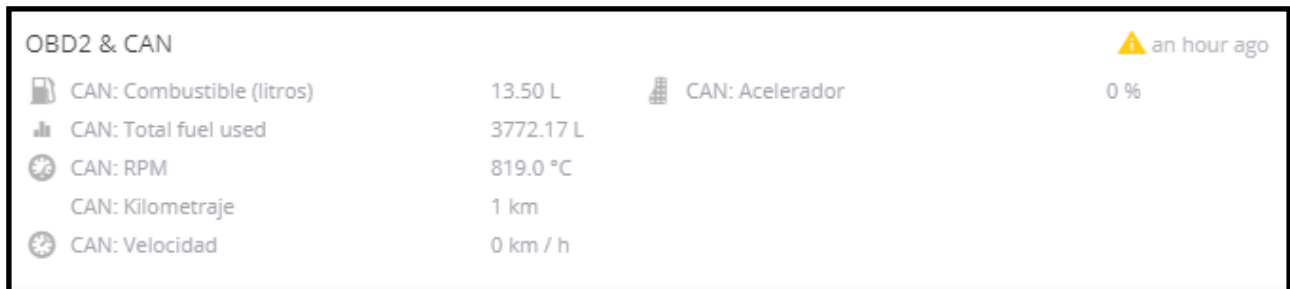 OBD2 & CAN an hour ago
CAN: Combustible (litros) 13.50 L CAN: Acelerador 0 %
CAN: Total fuel used 3772.17 L
CAN: RPM 819.0 °C
CAN: Kilometraje 1 km
CAN: Velocidad 0 km / h